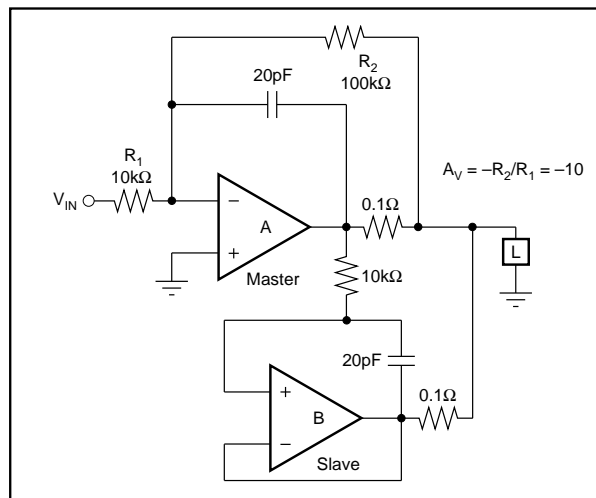 R2
100kΩ
20pF
R1
10kΩ
AV = –R2/R1 = –10
VIN
–
A
+
0.1Ω
L
Master
10kΩ
20pF
0.1Ω
+
B
–
Slave